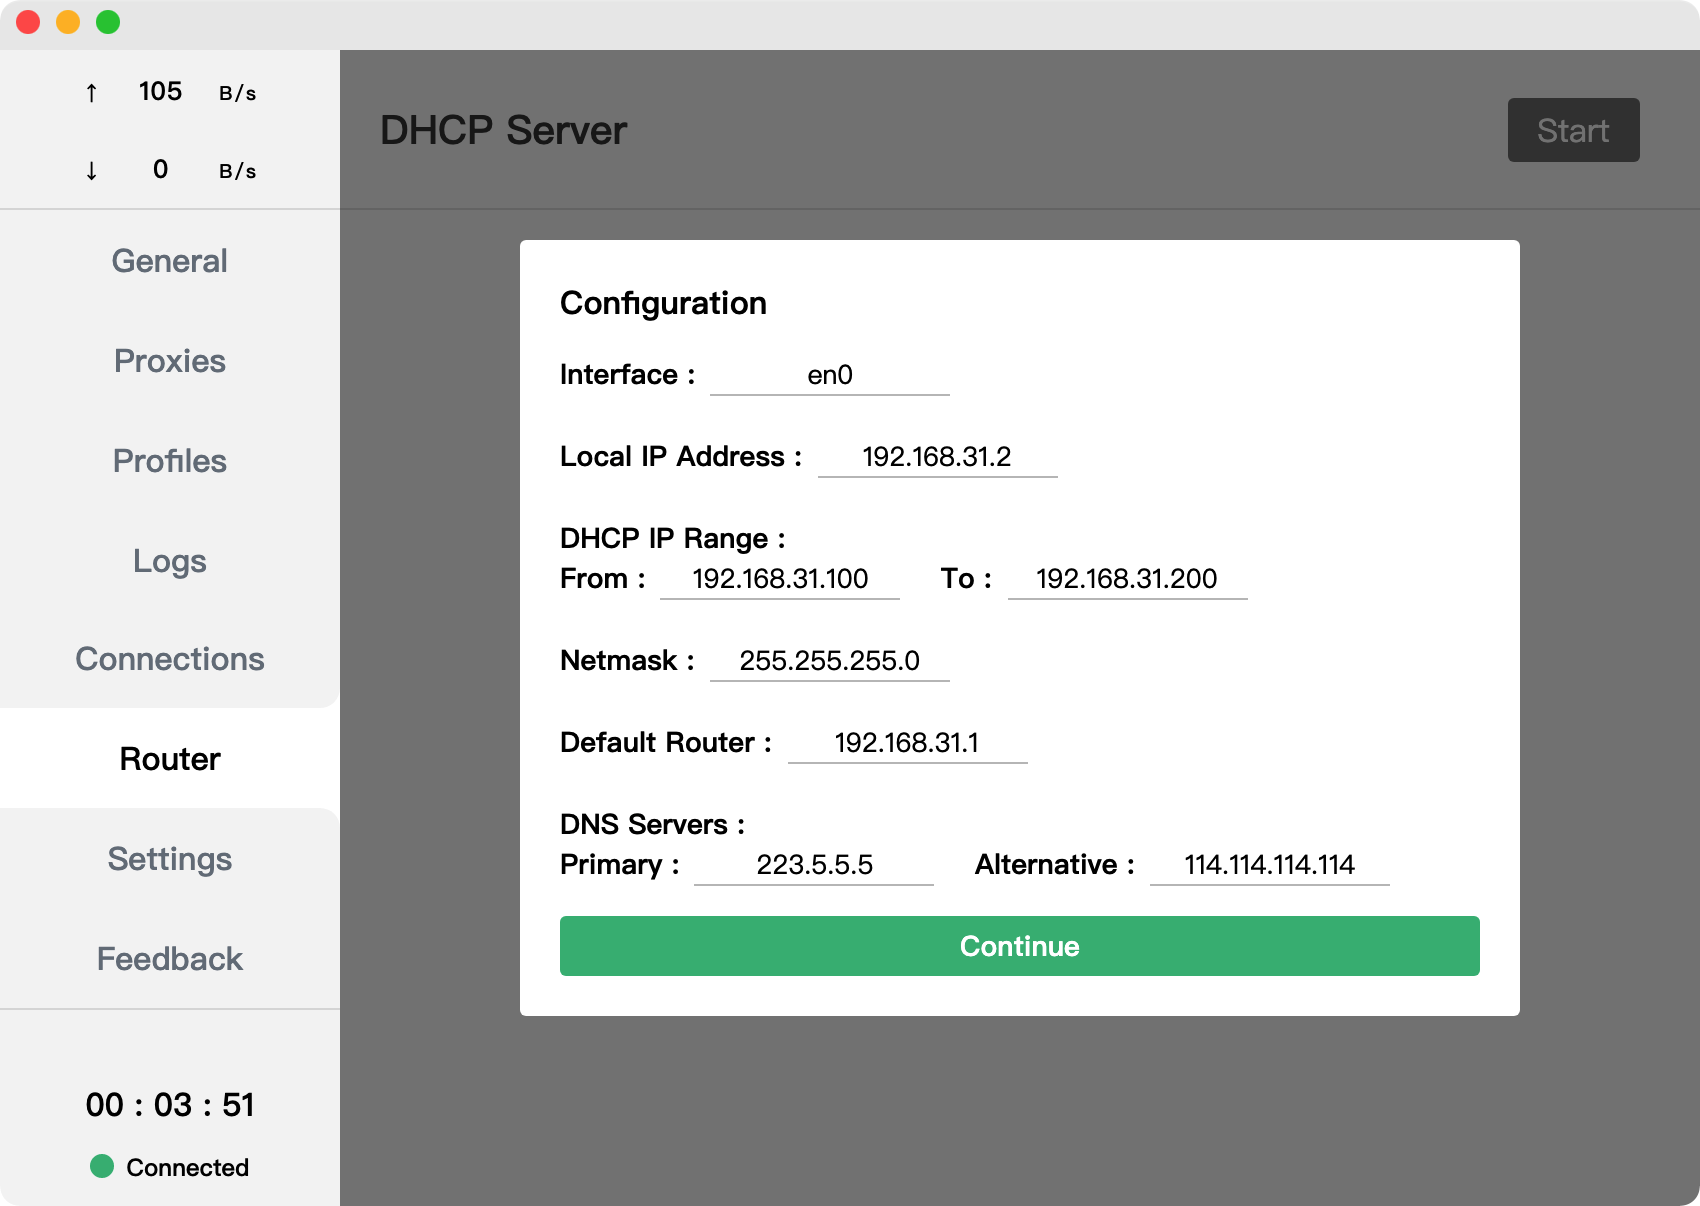 ↑ 105 B/s
↓ 0 B/s
General
Proxies
Profiles
Logs
Connections
Router
Settings
Feedback
00 : 03 : 51
Connected
DHCP Server
Start
Configuration
Interface : en0
Local IP Address : 192.168.31.2
DHCP IP Range :
From : 192.168.31.100 To : 192.168.31.200
Netmask : 255.255.255.0
Default Router : 192.168.31.1
DNS Servers :
Primary : 223.5.5.5 Alternative : 114.114.114.114
Continue